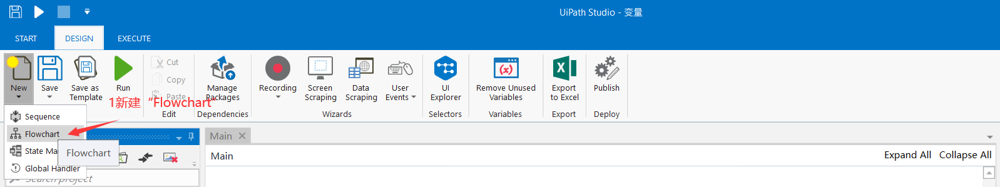 UiPath Studio - 变量
START DESIGN EXECUTE
New
Save
Save as Template
Run
Cut
Copy
Paste
Edit
Manage Packages
Dependencies
Recording
Screen Scraping
Data Scraping
User Events
Wizards
UI Explorer
Selectors
Remove Unused Variables
Variables
Export to Excel
Export
Publish
Deploy
1新建“Flowchart”
Sequence
Flowchart
State Ma
Global Handler
Flowchart
Search project
Main
Main
Expand All Collapse All